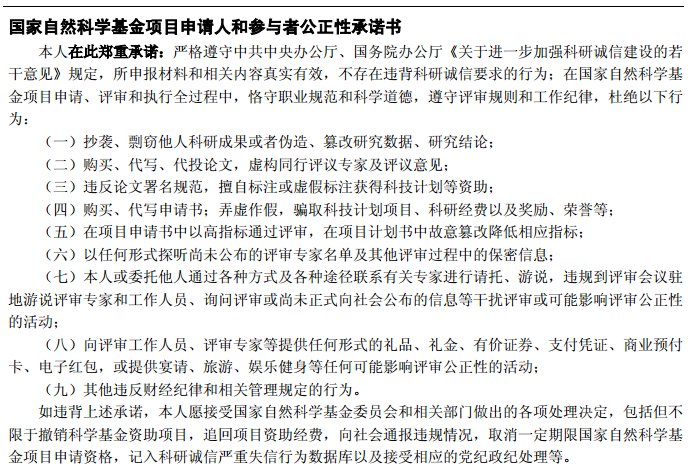 国家自然科学基金项目申请人和参与者公正性承诺书
本人在此郑重承诺：严格遵守中共中央办公厅、国务院办公厅《关于进一步加强科研诚信建设的若
干意见》规定，所申报材料和相关内容真实有效，不存在违背科研诚信要求的行为；在国家自然科学基
金项目申请、评审和执行全过程中，恪守职业规范和科学道德，遵守评审规则和工作纪律，杜绝以下行
为：
（一）抄袭、剽窃他人科研成果或者伪造、篡改研究数据、研究结论；
（二）购买、代写、代投论文，虚构同行评议专家及评议意见；
（三）违反论文署名规范，擅自标注或虚假标注获得科技计划等资助；
（四）购买、代写申请书；弄虚作假，骗取科技计划项目、科研经费以及奖励、荣誉等；
（五）在项目申请书中以高指标通过评审，在项目计划书中故意篡改降低相应指标；
（六）以任何形式探听尚未公布的评审专家名单及其他评审过程中的保密信息；
（七）本人或委托他人通过各种方式及各种途径联系有关专家进行请托、游说，违规到评审会议驻
地游说评审专家和工作人员、询问评审或尚未正式向社会公布的信息等干扰评审或可能影响评审公正性
的活动；
（八）向评审工作人员、评审专家等提供任何形式的礼品、礼金、有价证券、支付凭证、商业预付
卡、电子红包，或提供宴请、旅游、娱乐健身等任何可能影响评审公正性的活动；
（九）其他违反财经纪律和相关管理规定的行为。
如违背上述承诺，本人愿接受国家自然科学基金委员会和相关部门做出的各项处理决定，包括但不
限于撤销科学基金资助项目，追回项目资助经费，向社会通报违规情况，取消一定期限国家自然科学基
金项目申请资格，记入科研诚信严重失信行为数据库以及接受相应的党纪政纪处理等。